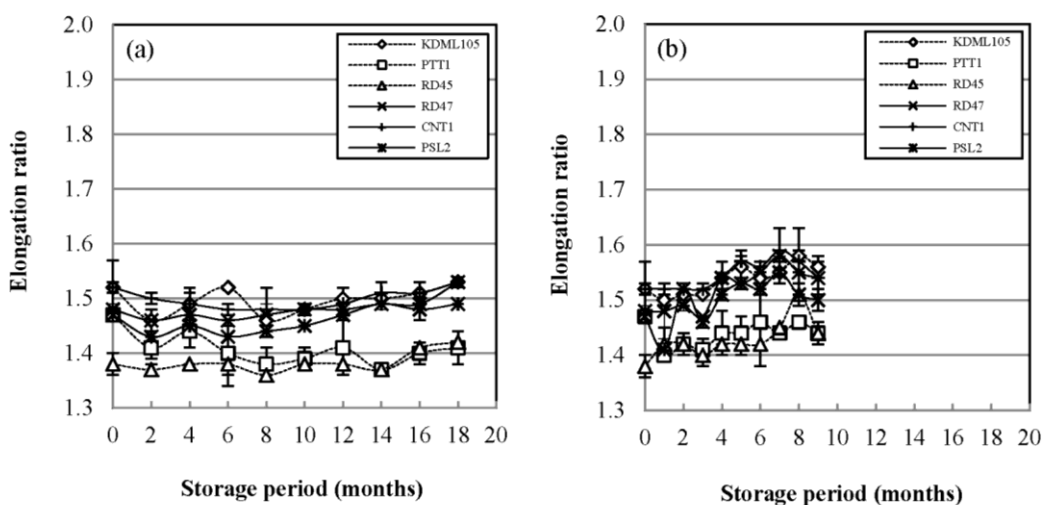 (a)
KDML105
PTT1
RD45
RD47
CNT1
PSL2
2.0
1.9
1.8
1.7
1.6
1.5
1.4
1.3
Elongation ratio
0 2 4 6 8 10 12 14 16 18 20
Storage period (months)
(b)
KDML105
PTT1
RD45
RD47
CNT1
PSL2
2.0
1.9
1.8
1.7
1.6
1.5
1.4
1.3
Elongation ratio
0 2 4 6 8 10 12 14 16 18 20
Storage period (months)